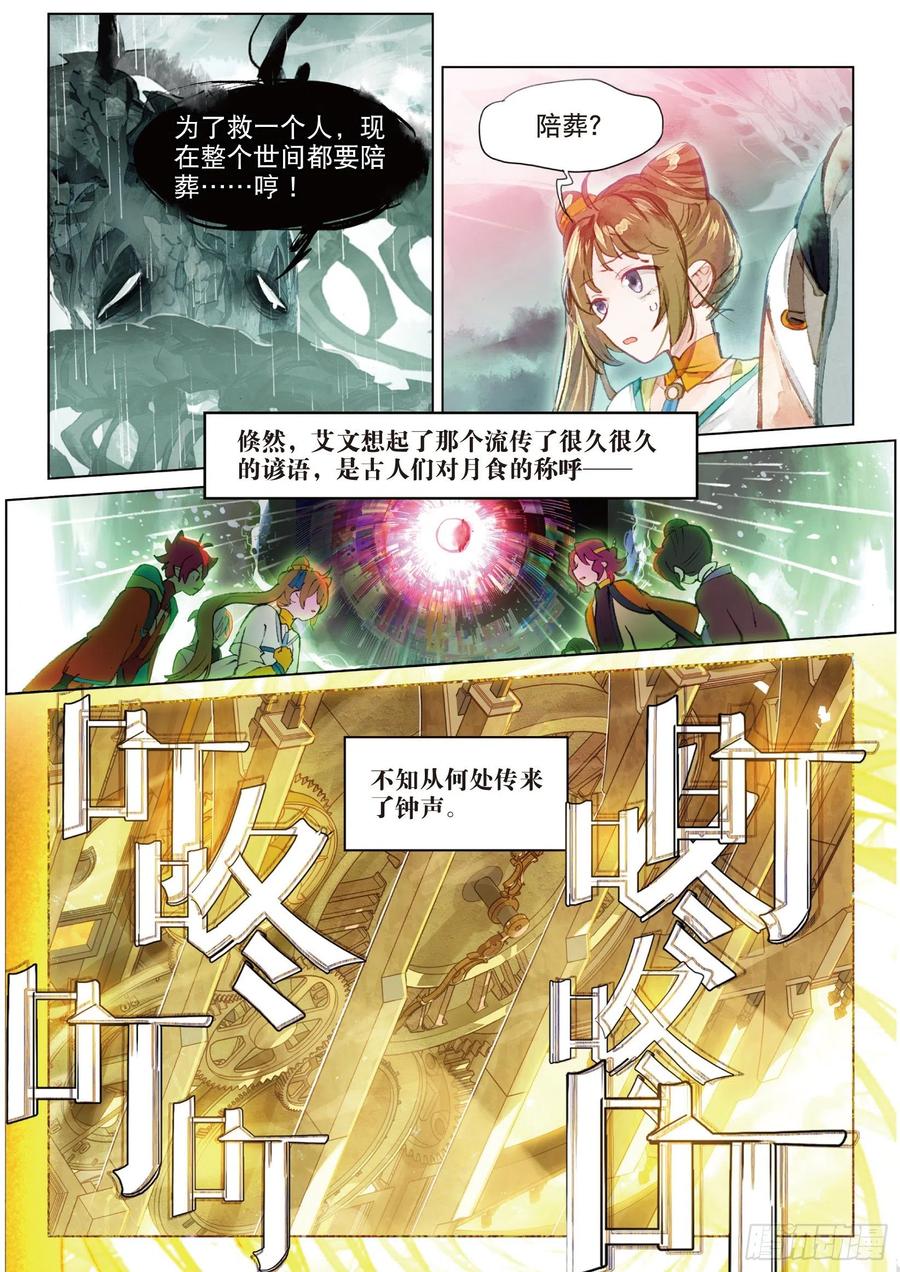 为了救一个人，现
在整个世间都要陪
葬……哼！
陪葬？
倏然，艾文想起了那个流传了很久很久
的谚语，是古人们对月食的称呼——
不知从何处传来
了钟声。
叮
咚
叮
叮
叮
咚
咚
叮
腾讯动漫